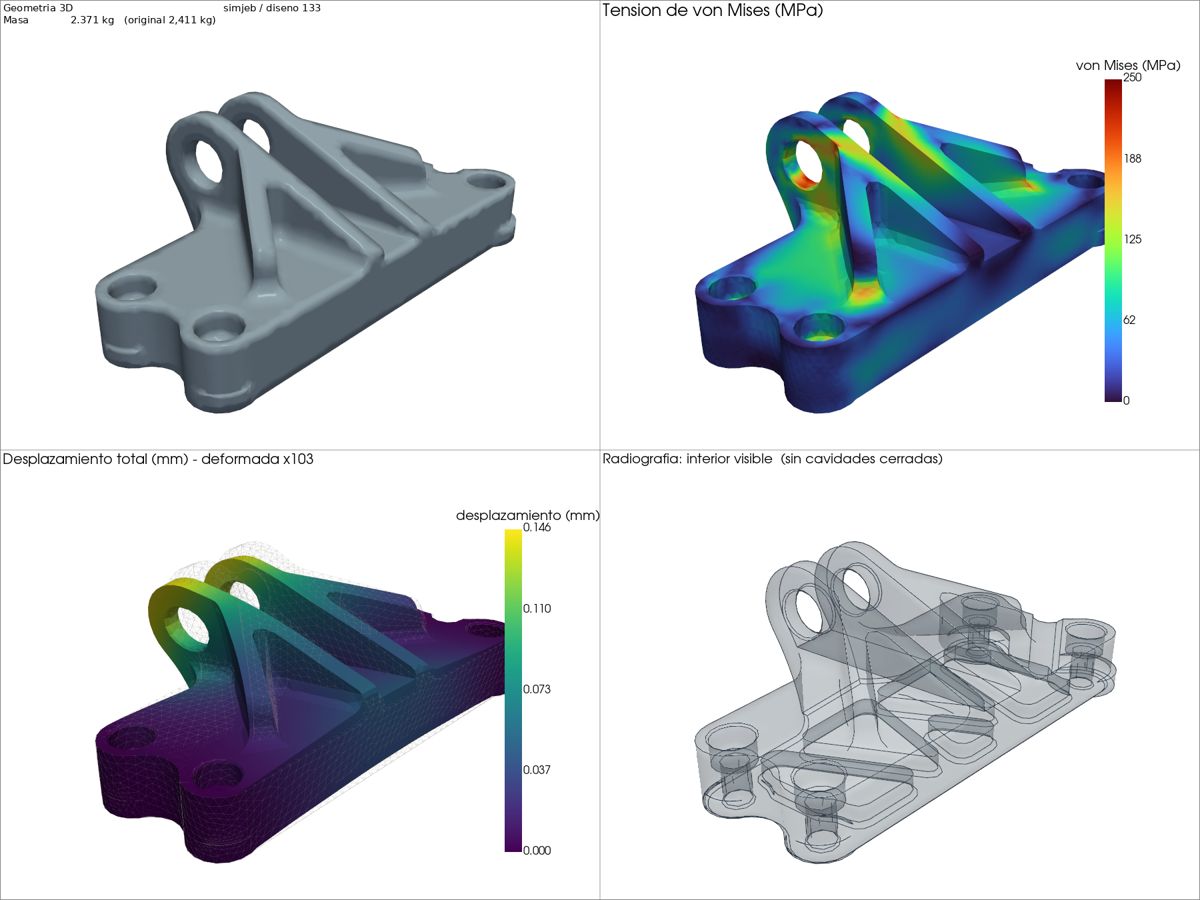 Geometria 3D simjeb / diseno 133
Masa 2.371 kg (original 2,411 kg)
Tension de von Mises (MPa)
von Mises (MPa)
250
188
125
62
0
Desplazamiento total (mm) - deformada x103
desplazamiento (mm)
0.146
0.110
0.073
0.037
0.000
Radiografia: interior visible (sin cavidades cerradas)